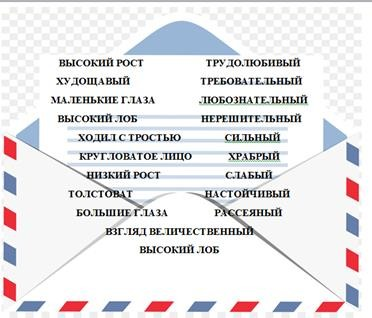 ВЫСОКИЙ РОСТ ТРУДОЛЮБИВЫЙ
ХУДОЩАВЫЙ ТРЕБОВАТЕЛЬНЫЙ
МАЛЕНЬКИЕ ГЛАЗА ЛЮБОЗНАТЕЛЬНЫЙ
ВЫСОКИЙ ЛОБ НЕРЕШИТЕЛЬНЫЙ
ХОДИЛ С ТРОСТЬЮ СИЛЬНЫЙ
КРУГЛОВАТОЕ ЛИЦО ХРАБРЫЙ
НИЗКИЙ РОСТ СЛАБЫЙ
ТОЛСТОВАТ НАСТОЙЧИВЫЙ
БОЛЬШИЕ ГЛАЗА РАССЕЯНЫЙ
ВЗГЛЯД ВЕЛИЧЕСТВЕННЫЙ
ВЫСОКИЙ ЛОБ